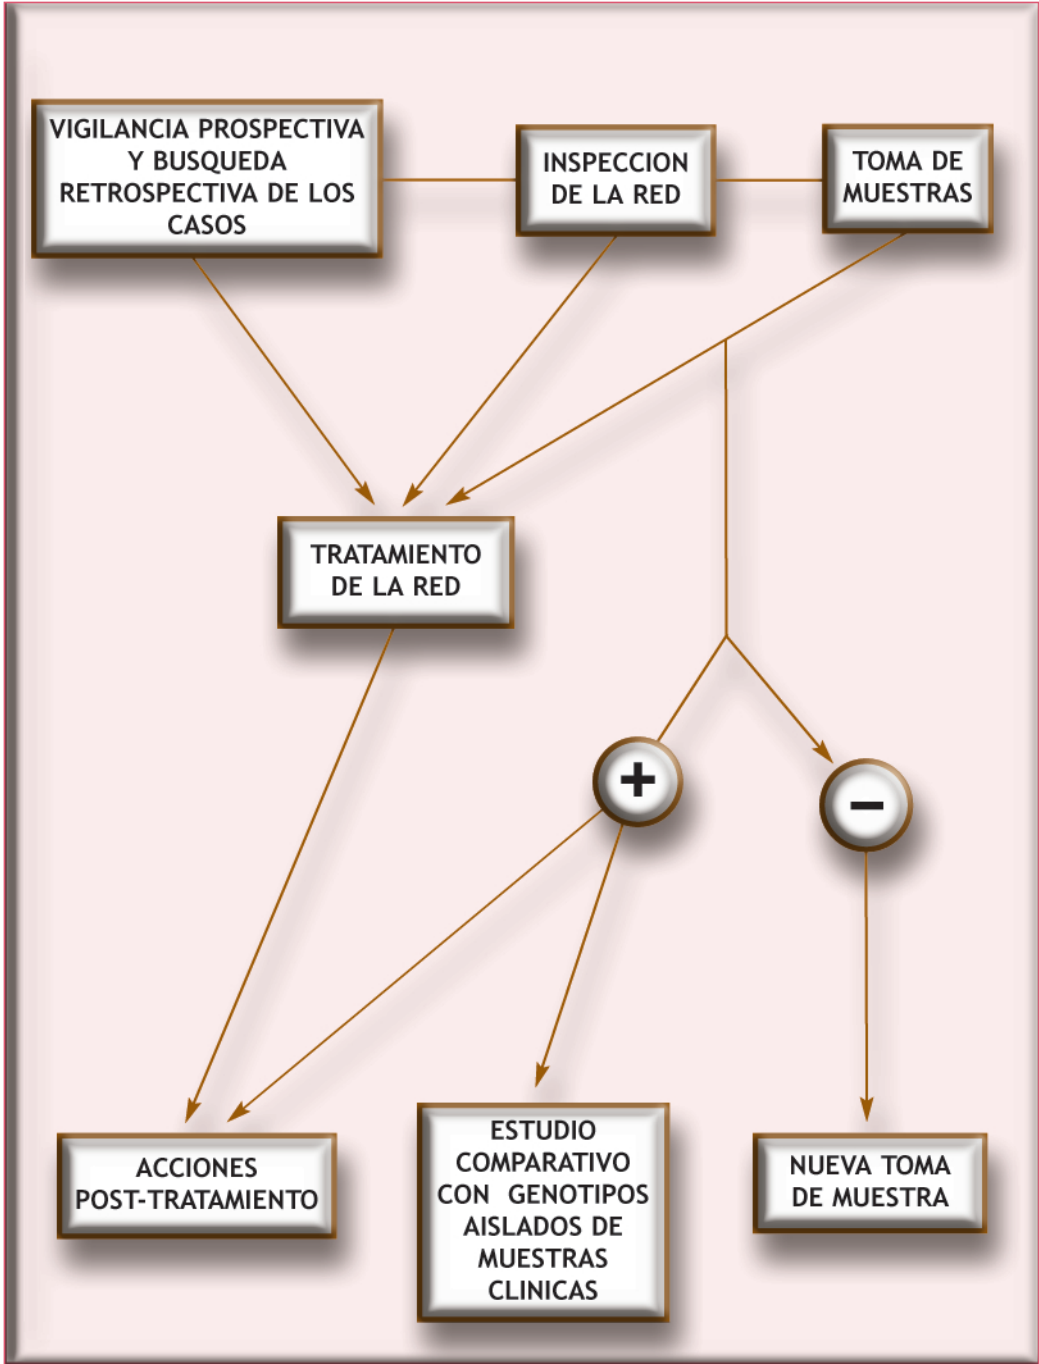 VIGILANCIA PROSPECTIVA
Y BUSQUEDA
RETROSPECTIVA DE LOS
CASOS
INSPECCION
DE LA RED
TOMA DE
MUESTRAS
TRATAMIENTO
DE LA RED
+
−
ACCIONES
POST-TRATAMIENTO
ESTUDIO
COMPARATIVO
CON GENOTIPOS
AISLADOS DE
MUESTRAS
CLINICAS
NUEVA TOMA
DE MUESTRA